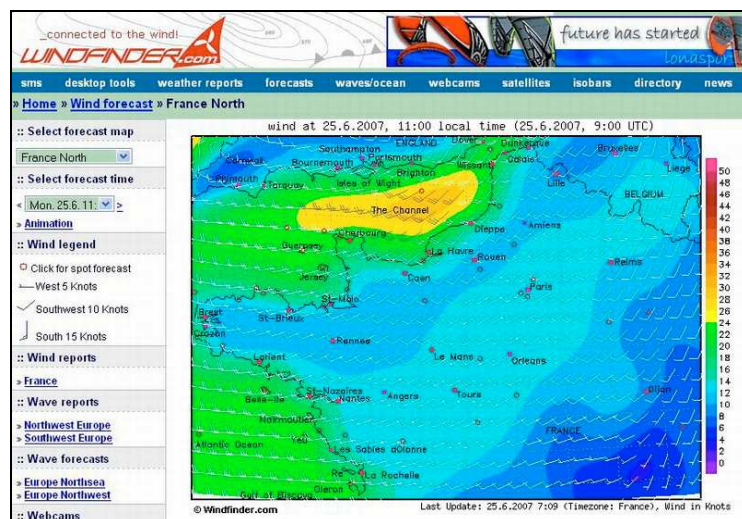 _connected to the wind!
WINDFINDER.com
future has started
lonasport
sms desktop tools weather reports forecasts waves/ocean webcams satellites isobars directory news
» Home » Wind forecast » France North
:: Select forecast map
France North
:: Select forecast time
< Mon. 25.6. 11: >
» Animation
:: Wind legend
Click for spot forecast
West 5 Knots
Southwest 10 Knots
South 15 Knots
:: Wind reports
» France
:: Wave reports
» Northwest Europe
» Southwest Europe
:: Wave forecasts
» Europe Northsea
» Europe Northwest
:: Webcams
wind at 25.6.2007, 11:00 local time (25.6.2007, 9:00 UTC)
ENGLAND
Dover
Dunkerque
Bruxelles
Southampton
Portsmouth
Cornwall
Bournemouth
Brighton
Wissant
Calais
Liege
Plymouth
Torquay
Isles of Wight
Lille
BELGIUM
The Channel
Cherbourg
Dieppe
Amiens
Guernsey
Le Havre
Rouen
Reims
Jersey
Caen
Paris
St-Malo
Brest
St-Brieux
Crozon
Rennes
Lorient
Le Mans
Orleans
St-Nazaires
Belle-Ile
Nantes
Angers
Tours
Dijon
Noirmoutier
Yeu
FRANCE
Atlantic Ocean
Les Sables dOlonne
Re
La Rochelle
Oleron
Gulf of Biscaya
50
45
40
36
34
32
30
28
26
24
22
20
18
16
14
12
10
8
6
4
2
0
© Windfinder.com
Last Update: 25.6.2007 7:09 (Timezone: France), Wind in Knots